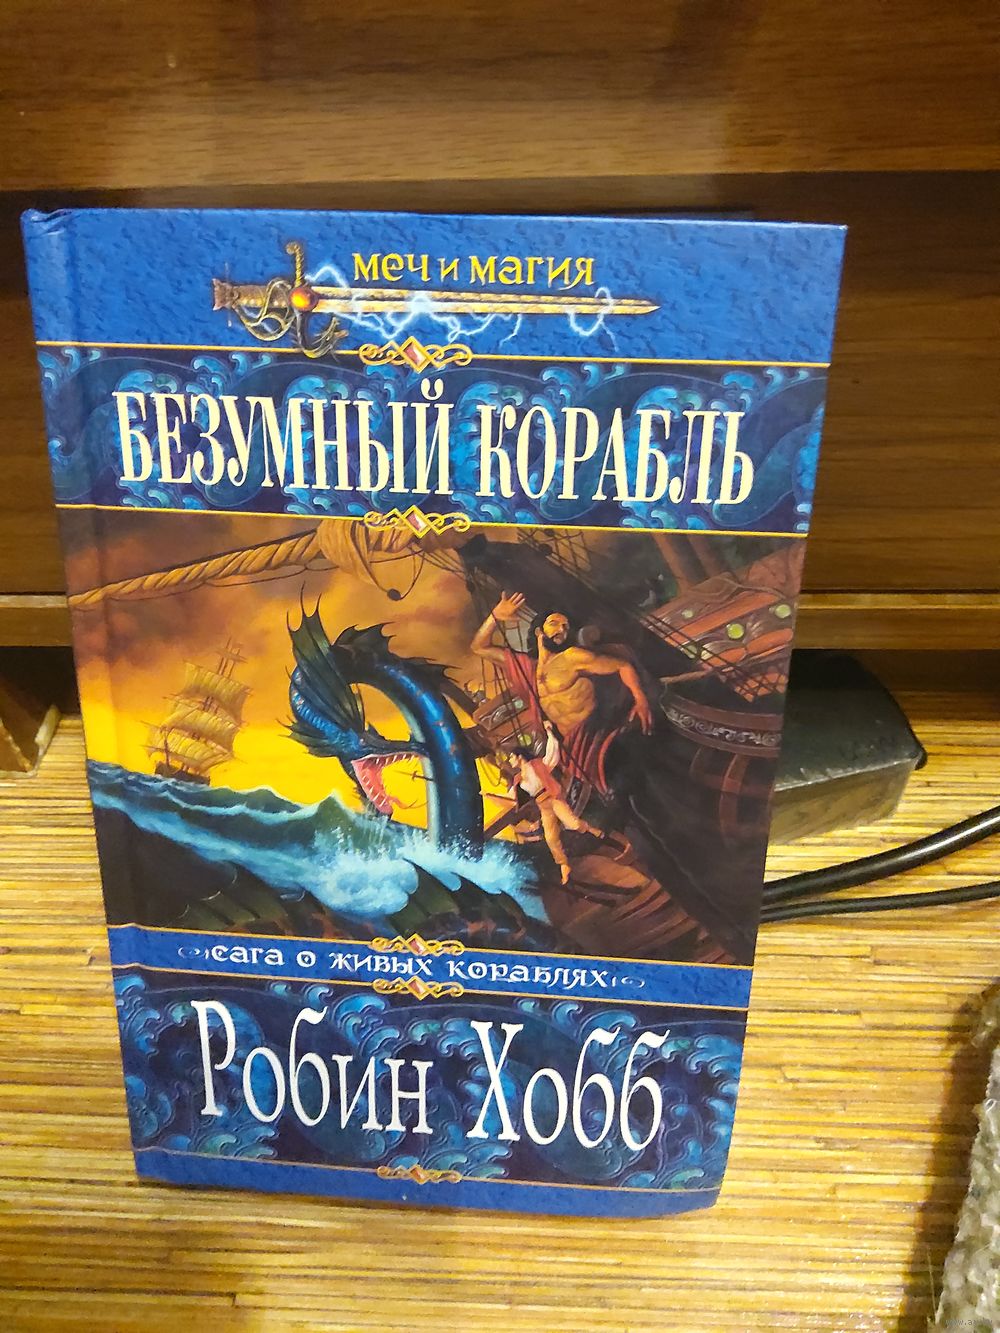 меч и магия
БЕЗУМНЫЙ КОРАБЛЬ
сага о живых кораблях
Робин Хобб